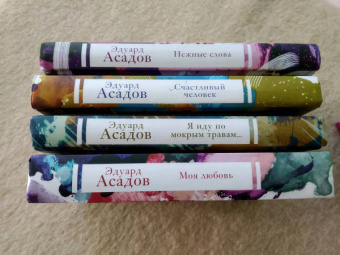 Эдуард
Асадов
Нежные слова
Эдуард
Асадов
Счастливый
человек
Эдуард
Асадов
Я иду по
мокрым травам...
Эдуард
Асадов
Моя любовь